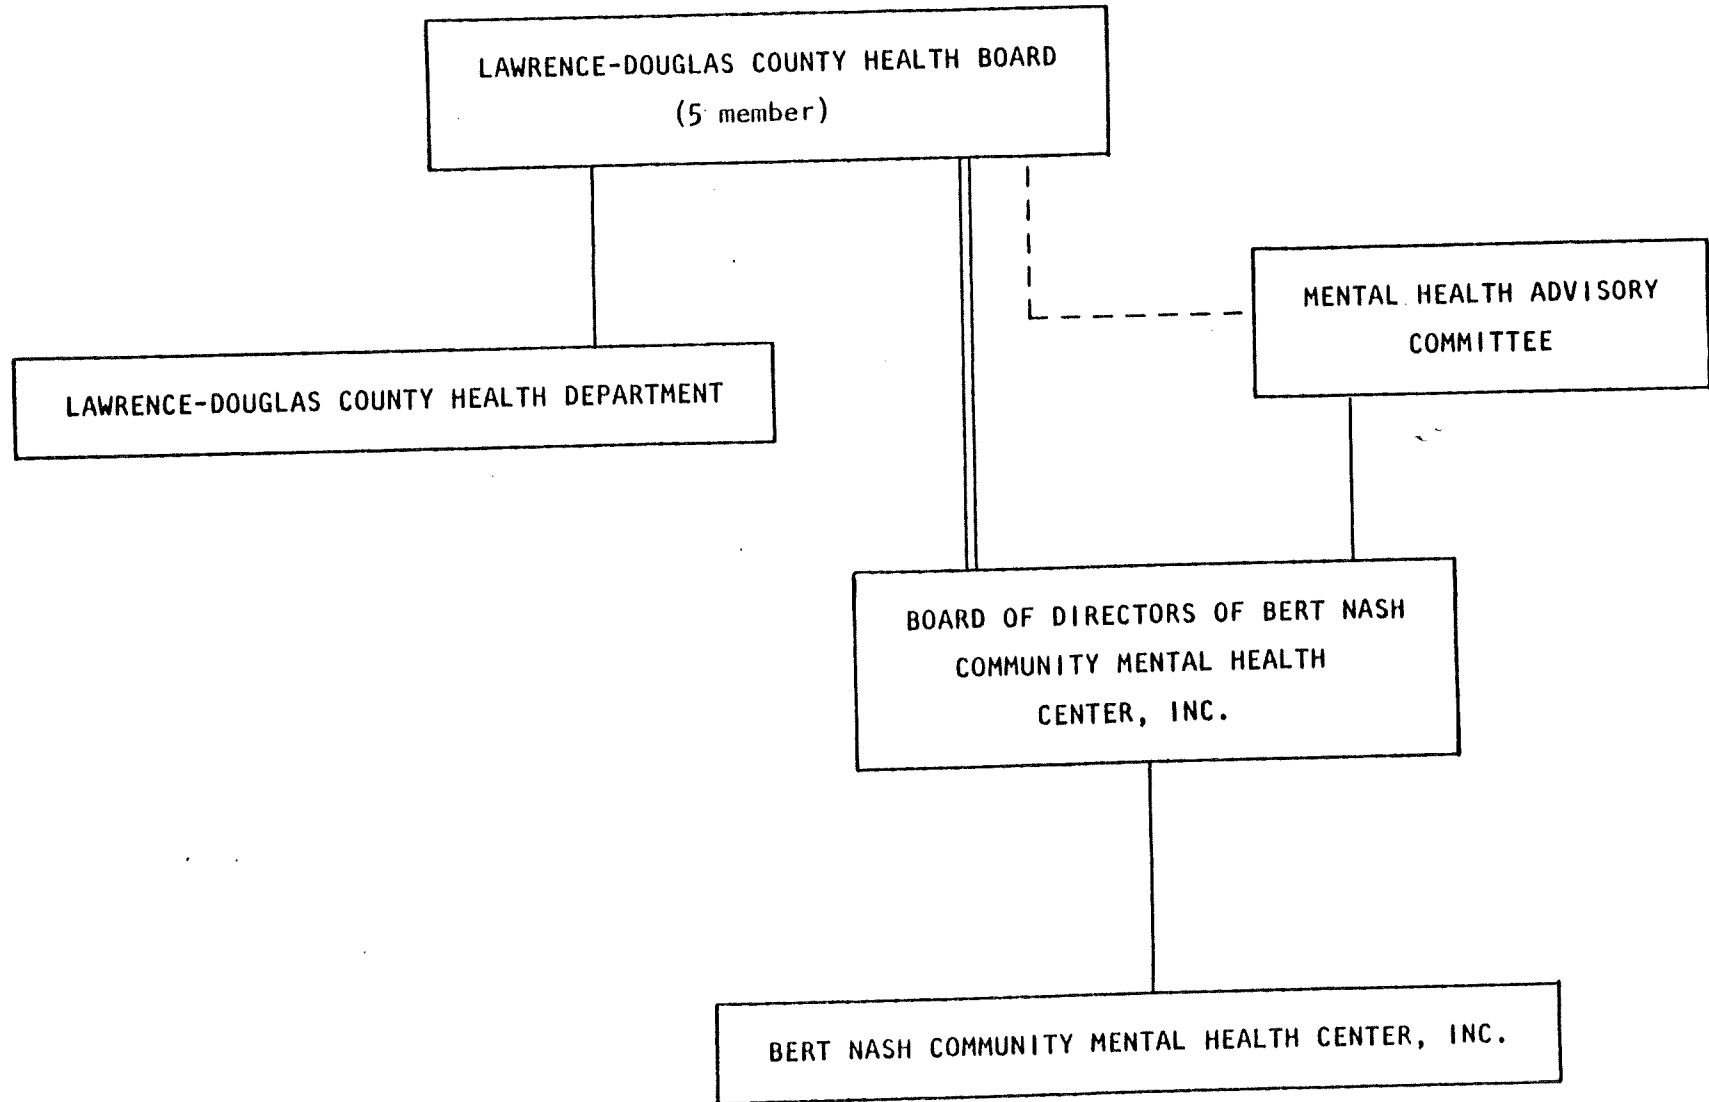 LAWRENCE-DOUGLAS COUNTY HEALTH BOARD
(5 member)
MENTAL HEALTH ADVISORY
COMMITTEE
LAWRENCE-DOUGLAS COUNTY HEALTH DEPARTMENT
BOARD OF DIRECTORS OF BERT NASH
COMMUNITY MENTAL HEALTH
CENTER, INC.
BERT NASH COMMUNITY MENTAL HEALTH CENTER, INC.